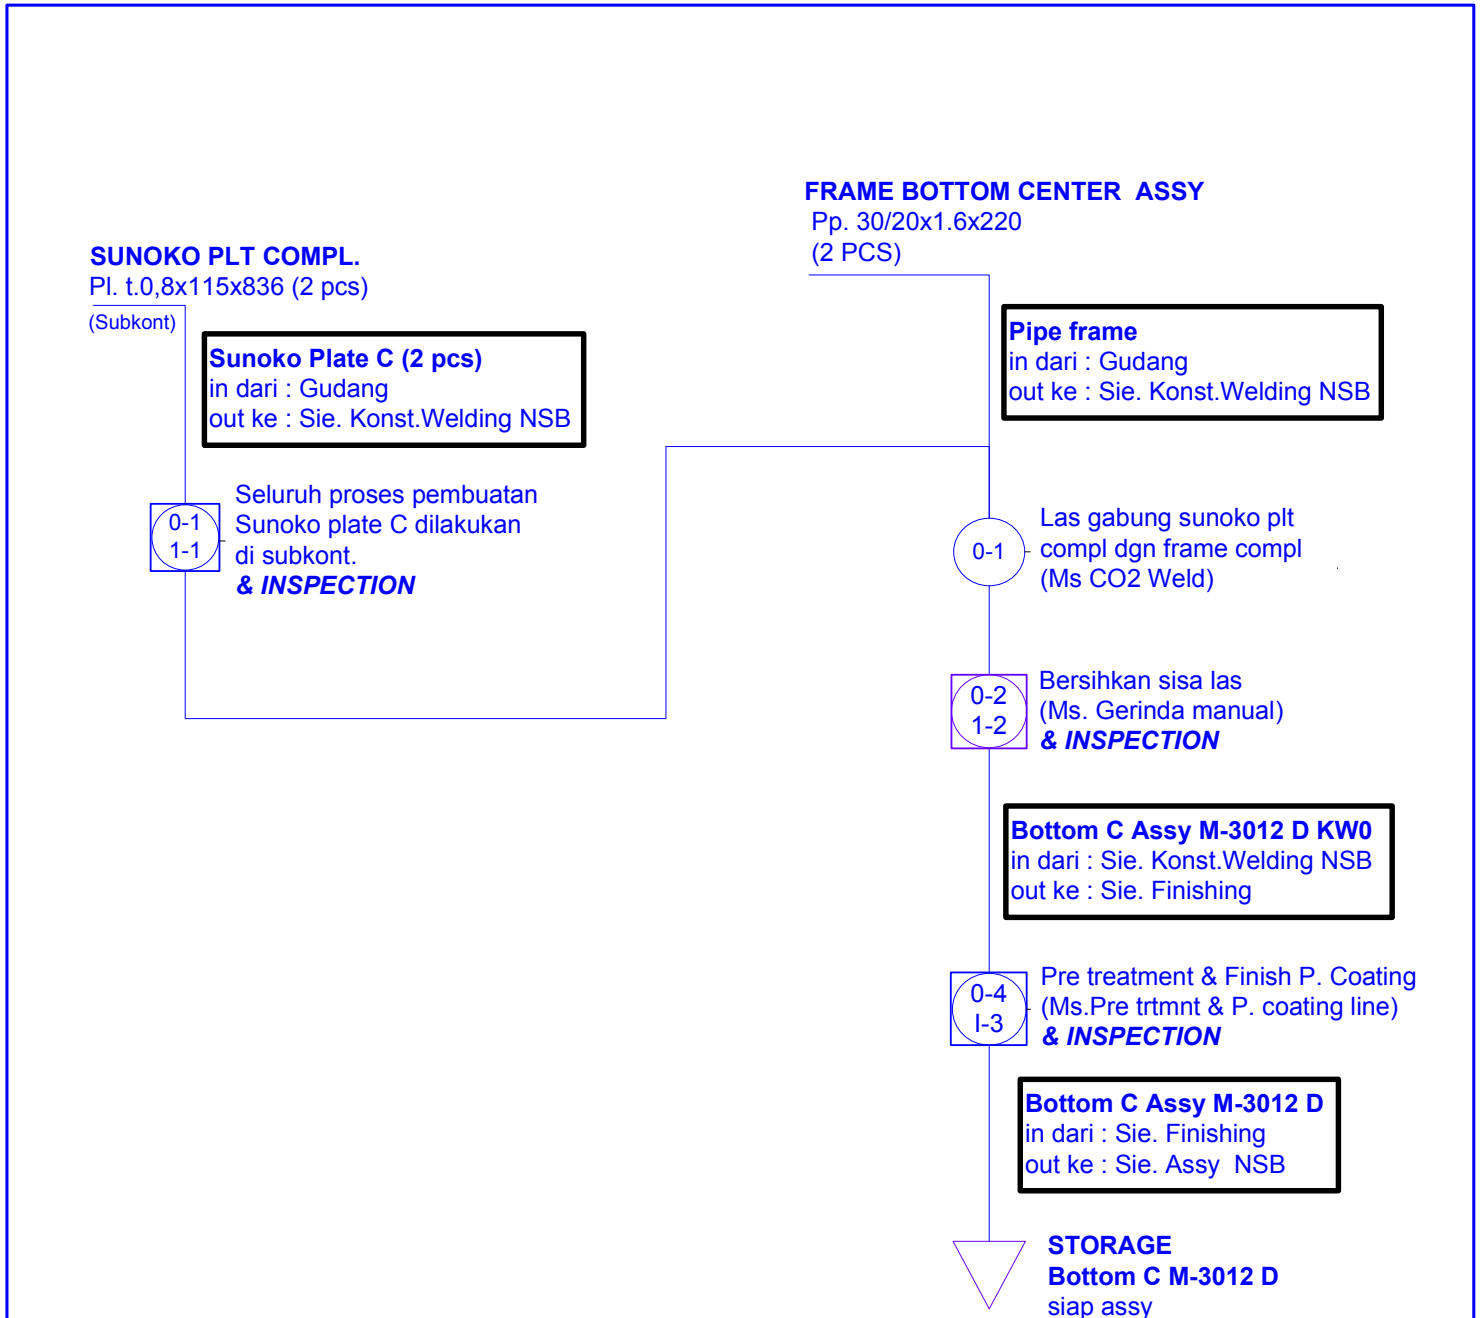 FRAME BOTTOM CENTER ASSY
Pp. 30/20x1.6x220
(2 PCS)
SUNOKO PLT COMPL.
Pl. t.0,8x115x836 (2 pcs)
(Subkont)
Sunoko Plate C (2 pcs)
in dari : Gudang
out ke : Sie. Konst.Welding NSB
Pipe frame
in dari : Gudang
out ke : Sie. Konst.Welding NSB
0-1
1-1
Seluruh proses pembuatan
Sunoko plate C dilakukan
di subkont.
& INSPECTION
0-1
Las gabung sunoko plt
compl dgn frame compl
(Ms CO2 Weld)
0-2
1-2
Bersihkan sisa las
(Ms. Gerinda manual)
& INSPECTION
Bottom C Assy M-3012 D KW0
in dari : Sie. Konst.Welding NSB
out ke : Sie. Finishing
0-4
I-3
Pre treatment & Finish P. Coating
(Ms.Pre trtmnt & P. coating line)
& INSPECTION
Bottom C Assy M-3012 D
in dari : Sie. Finishing
out ke : Sie. Assy NSB
STORAGE
Bottom C M-3012 D
siap assy